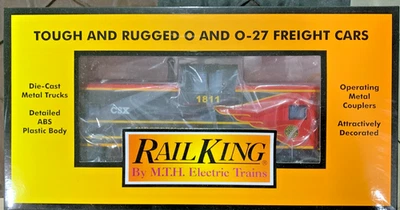 TOUGH AND RUGGED O AND O-27 FREIGHT CARS
Die-Cast
Metal Trucks
Detailed
ABS
Plastic Body
CSX
1811
Operating
Metal
Couplers
Attractively
Decorated
RAILKING
By M.T.H. Electric Trains